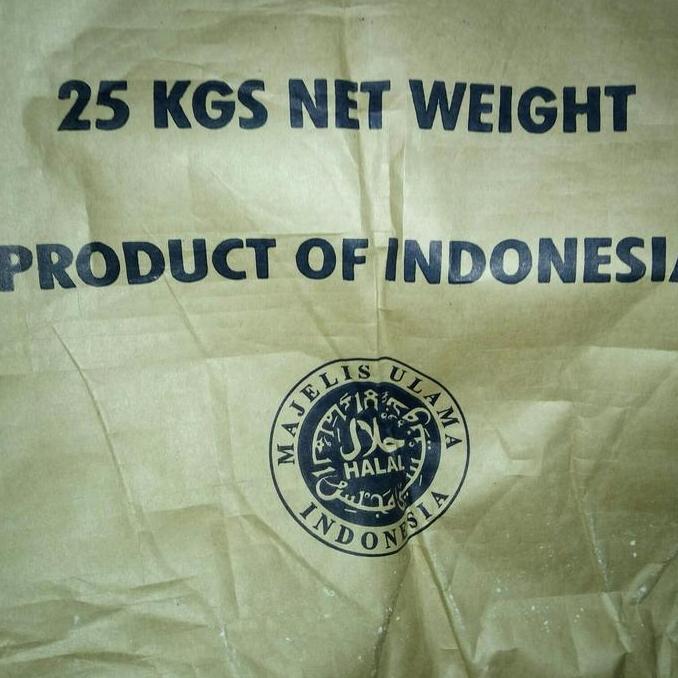 25 KGS NET WEIGHT
PRODUCT OF INDONESIA
MAJELIS ULAMA
حلال
HALAL
INDONESIA